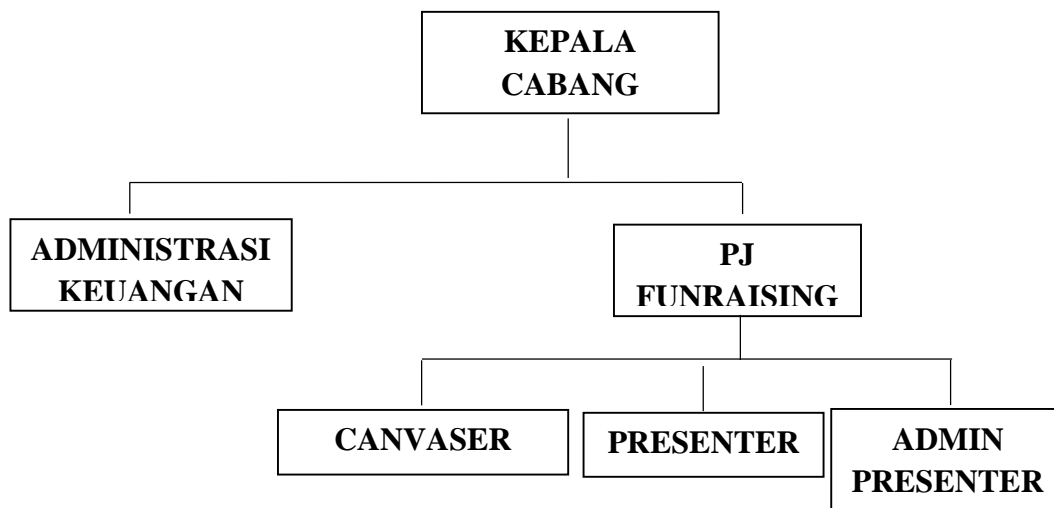 KEPALA
CABANG
ADMINISTRASI
KEUANGAN
PJ
FUNRAISING
CANVASER
PRESENTER
ADMIN
PRESENTER